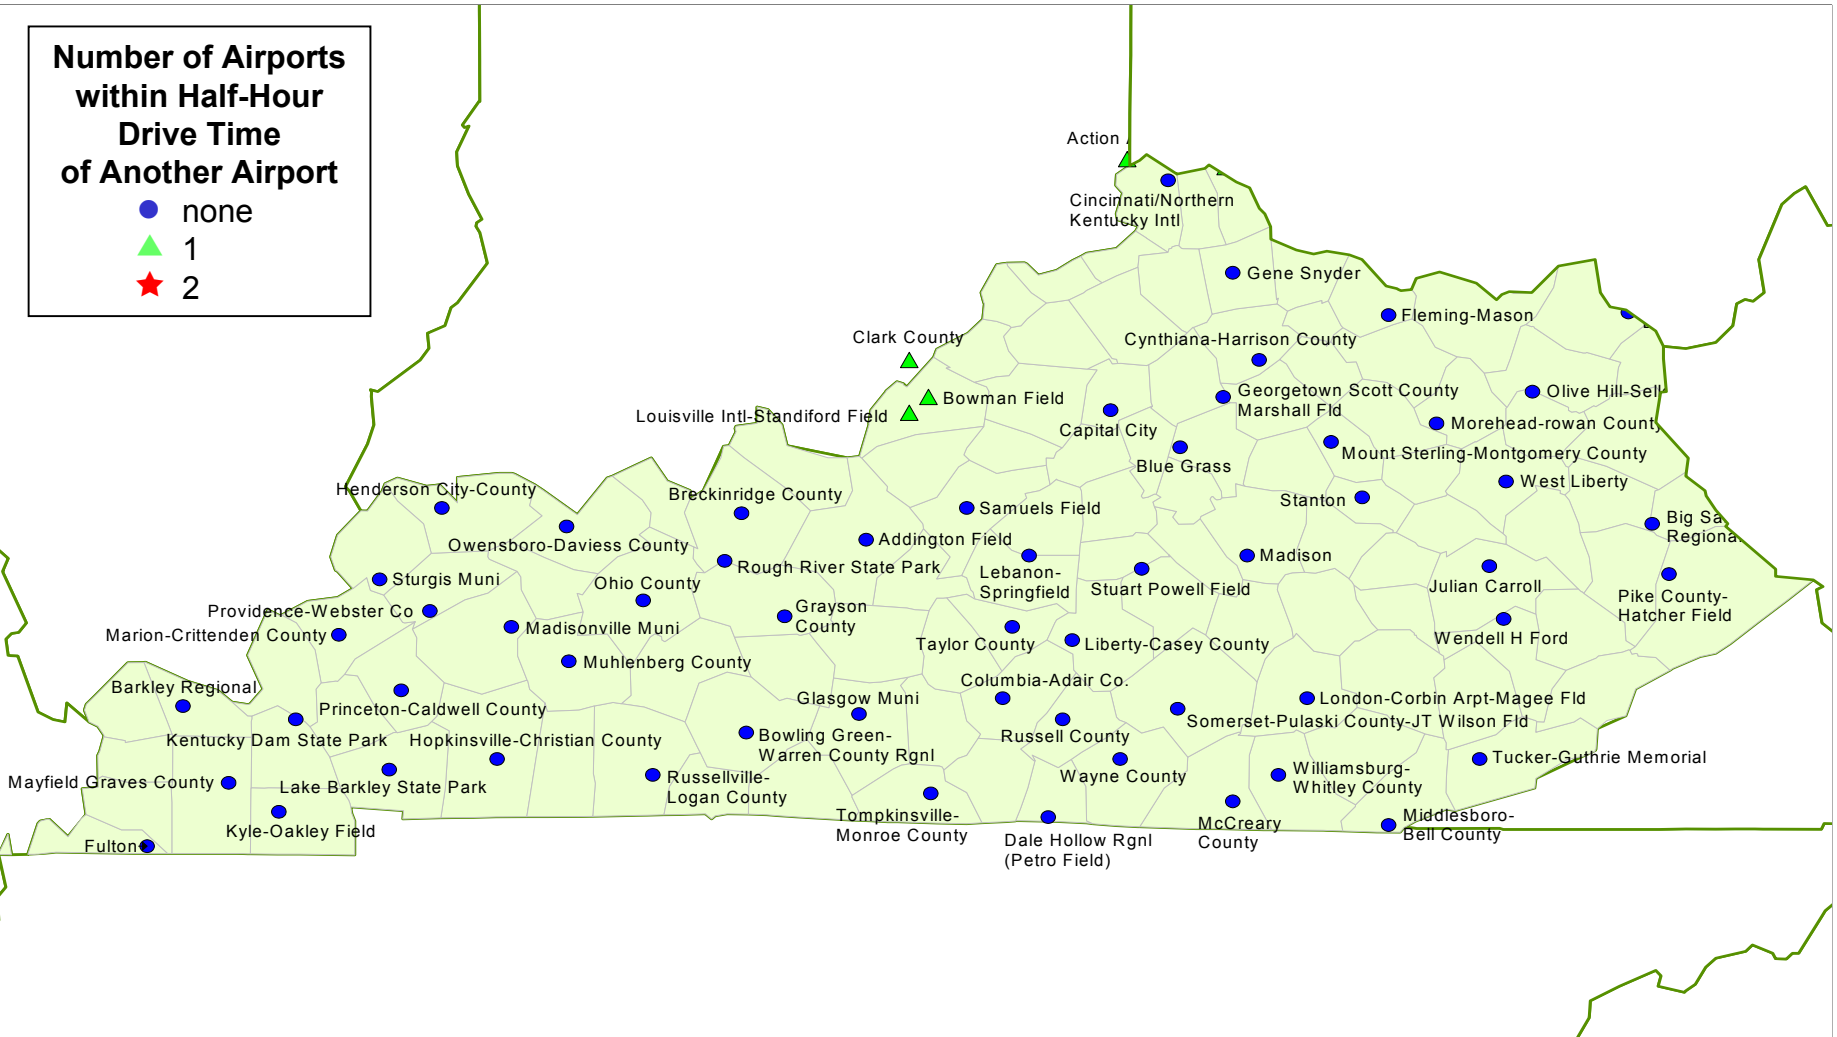 Number of Airports
within Half-Hour
Drive Time
of Another Airport
none
1
2
Action
Cincinnati/Northern
Kentucky Intl
Gene Snyder
Fleming-Mason
Clark County
Cynthiana-Harrison County
Bowman Field
Louisville Intl-Standiford Field
Georgetown Scott County
Marshall Fld
Olive Hill-Sell
Capital City
Morehead-rowan County
Blue Grass
Mount Sterling-Montgomery County
Henderson City-County
Breckinridge County
Samuels Field
Stanton
West Liberty
Big Sa
Regional
Owensboro-Daviess County
Addington Field
Madison
Rough River State Park
Lebanon-
Springfield
Stuart Powell Field
Julian Carroll
Sturgis Muni
Ohio County
Pike County-
Hatcher Field
Providence-Webster Co
Grayson
County
Marion-Crittenden County
Madisonville Muni
Taylor County
Liberty-Casey County
Wendell H Ford
Muhlenberg County
Columbia-Adair Co.
Barkley Regional
Princeton-Caldwell County
Glasgow Muni
London-Corbin Arpt-Magee Fld
Somerset-Pulaski County-JT Wilson Fld
Kentucky Dam State Park
Hopkinsville-Christian County
Bowling Green-
Warren County Rgnl
Russell County
Tucker-Guthrie Memorial
Mayfield Graves County
Lake Barkley State Park
Russellville-
Logan County
Wayne County
Williamsburg-
Whitley County
Kyle-Oakley Field
Tompkinsville-
Monroe County
McCreary
County
Middlesboro-
Bell County
Fulton
Dale Hollow Rgnl
(Petro Field)